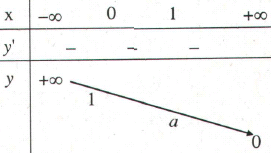 x −∞ 0 1 +∞
y' − − −
y +∞
1
a
0